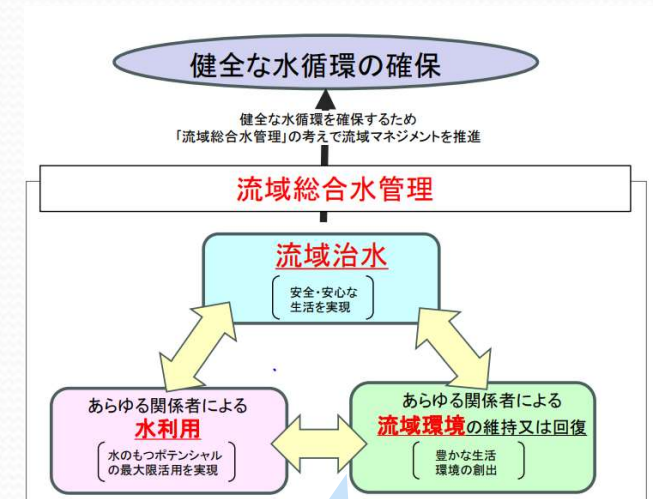 健全な水循環の確保
健全な水循環を確保するため
「流域総合水管理」の考えで流域マネジメントを推進
流域総合水管理
流域治水
安全・安心な
生活を実現
あらゆる関係者による
水利用
水のもつポテンシャル
の最大限活用を実現
あらゆる関係者による
流域環境の維持又は回復
豊かな生活
環境の創出